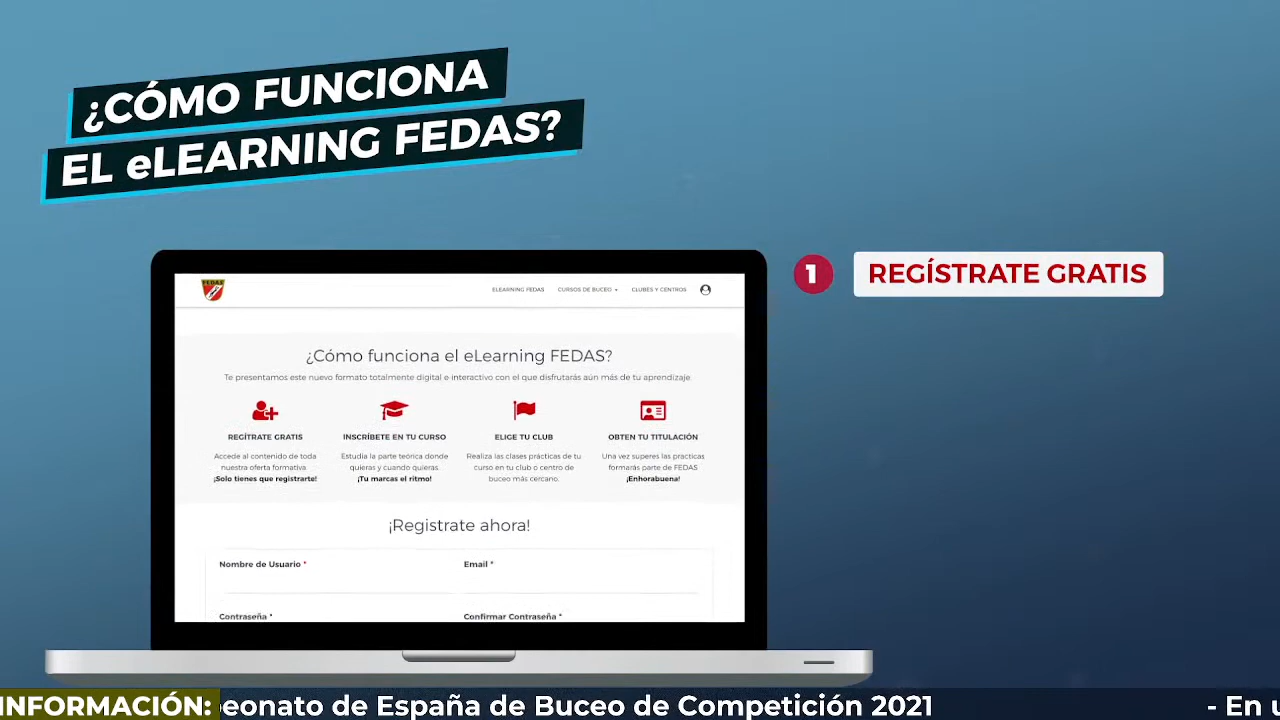 ¿CÓMO FUNCIONA
EL eLEARNING FEDAS?
1 REGÍSTRATE GRATIS
FEDAS
ELEARNING FEDAS CURSOS DE BUCEO CLUBES Y CENTROS
¿Cómo funciona el eLearning FEDAS?
Te presentamos este nuevo formato totalmente digital e interactivo con el que disfrutarás aún más de tu aprendizaje.
REGÍTRATE GRATIS
Accede al contenido de toda
nuestra oferta formativa.
¡Solo tienes que registrarte!
INSCRÍBETE EN TU CURSO
Estudia la parte teórica donde
quieras y cuando quieras.
¡Tu marcas el ritmo!
ELIGE TU CLUB
Realiza las clases prácticas de tu
curso en tu club o centro de
buceo más cercano.
OBTEN TU TITULACIÓN
Una vez superes las practicas
formarás parte de FEDAS
¡Enhorabuena!
¡Registrate ahora!
Nombre de Usuario * Email *
Contraseña * Confirmar Contraseña *
INFORMACIÓN: peonato de España de Buceo de Competición 2021 - En u